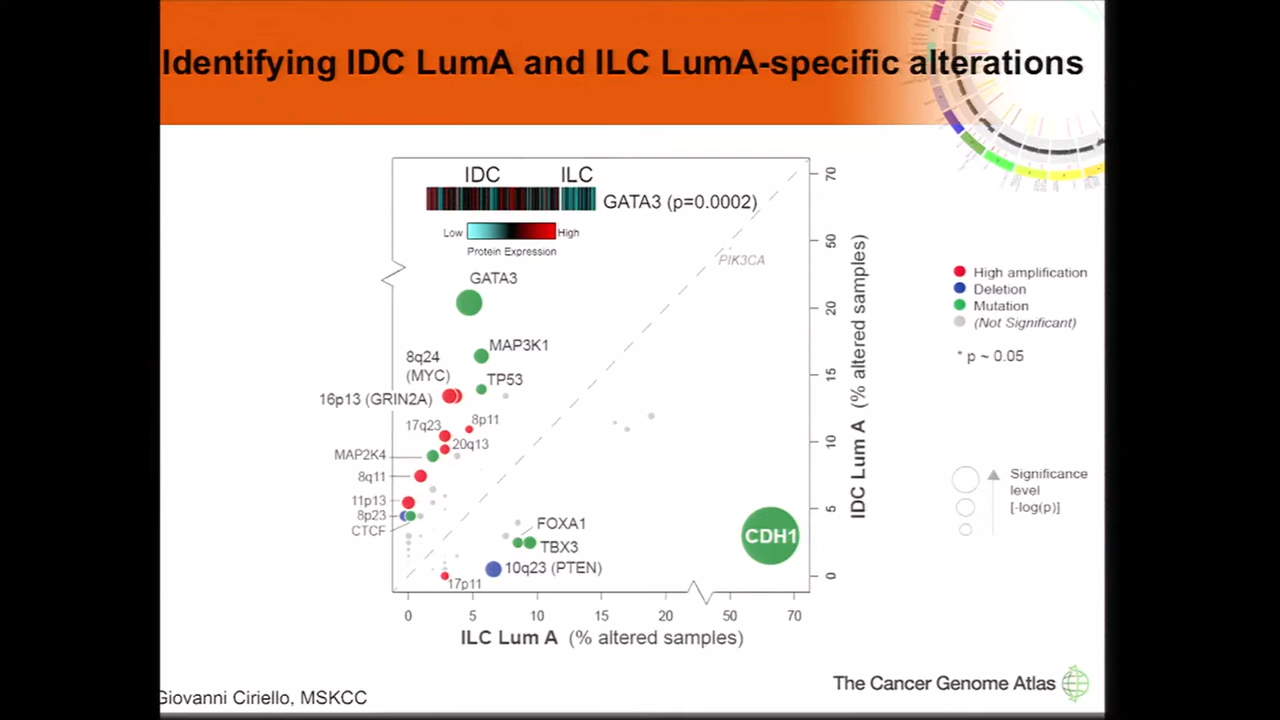 Identifying IDC LumA and ILC LumA-specific alterations
IDC
ILC
GATA3 (p=0.0002)
Low
High
Protein Expression
GATA3
MAP3K1
8q24
(MYC)
TP53
16p13 (GRIN2A)
17q23
8p11
20q13
MAP2K4
8q11
11p13
8p23
CTCF
FOXA1
TBX3
10q23 (PTEN)
17p11
PIK3CA
CDH1
0
5
10
15
20
50
70
ILC Lum A (% altered samples)
70
50
20
15
10
5
0
IDC Lum A (% altered samples)
High amplification
Deletion
Mutation
(Not Significant)
* p ~ 0.05
Significance
level
[-log(p)]
Giovanni Ciriello, MSKCC
The Cancer Genome Atlas